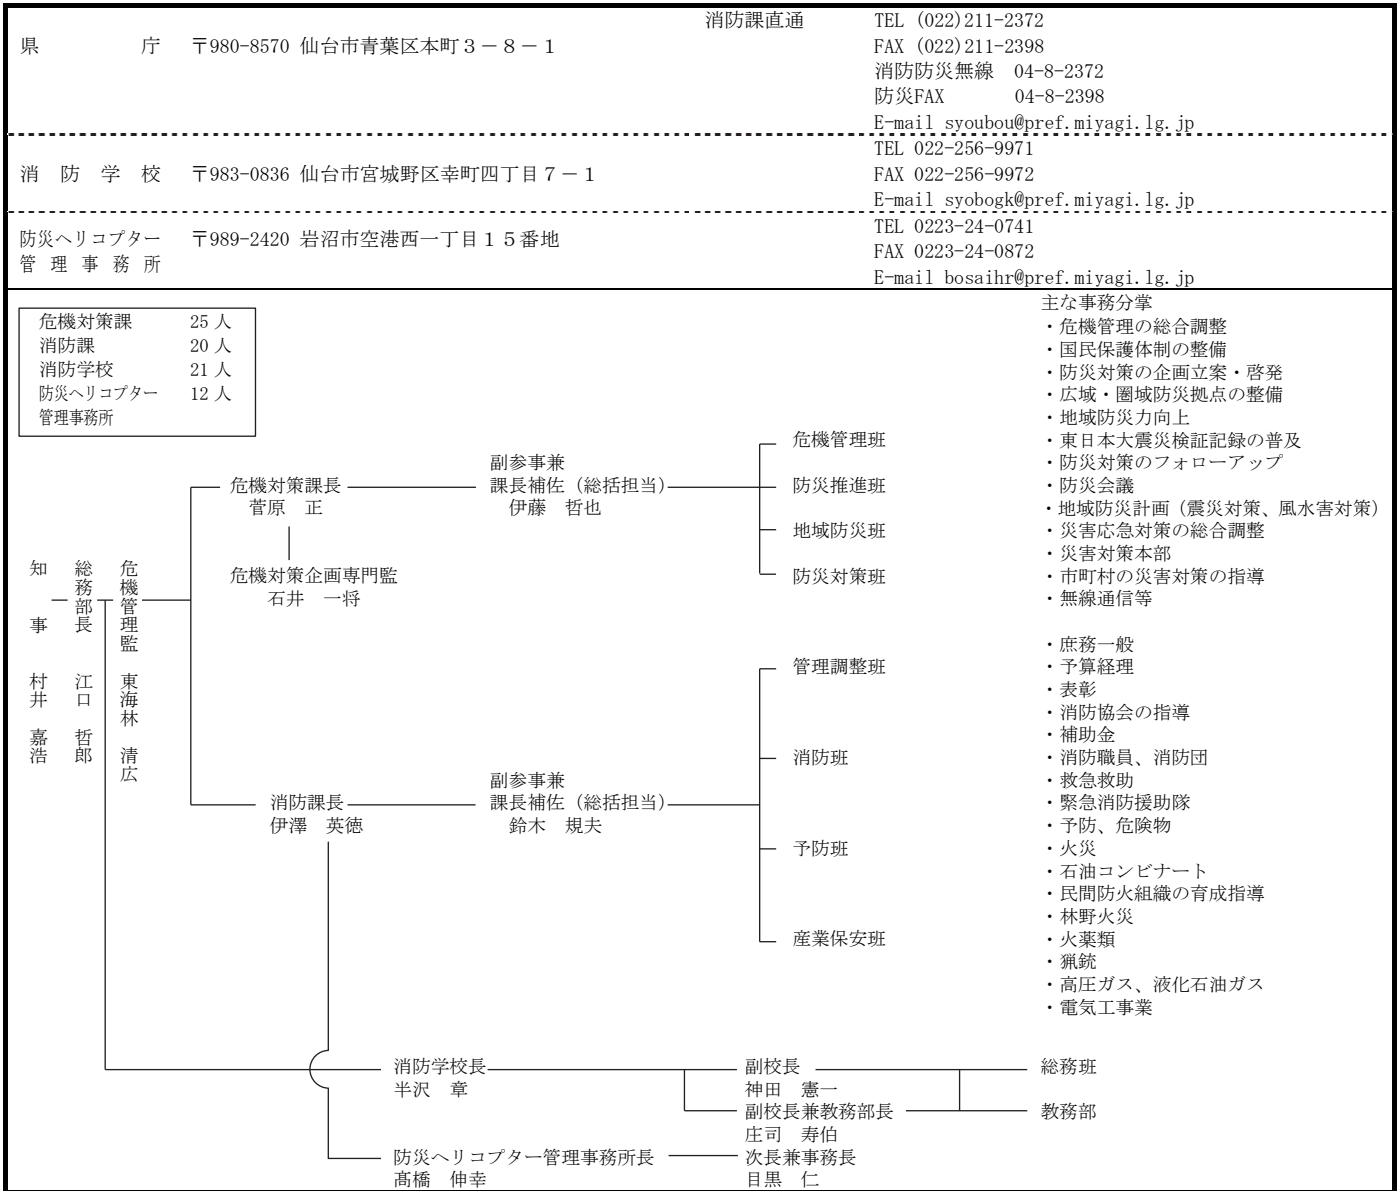 消防課直通 TEL (022)211-2372
県庁 〒980-8570 仙台市青葉区本町３－８－１ FAX (022)211-2398
消防防災無線 04-8-2372
防災FAX 04-8-2398
E-mail syoubou@pref.miyagi.lg.jp
TEL 022-256-9971
消防学校 〒983-0836 仙台市宮城野区幸町四丁目７－１ FAX 022-256-9972
E-mail syobogk@pref.miyagi.lg.jp
TEL 0223-24-0741
防災ヘリコプター 〒989-2420 岩沼市空港西一丁目１５番地
FAX 0223-24-0872
管理事務所
E-mail bosaihr@pref.miyagi.lg.jp
危機対策課 25人
消防課 20人
消防学校 21人
防災ヘリコプター 12人
管理事務所
知事 村井 嘉浩
総務部長 江口 哲郎
危機管理監 東海林 清広
危機対策課長
菅原 正
危機対策企画専門監
石井 一将
副参事兼
課長補佐（総括担当）
伊藤 哲也
危機管理班
防災推進班
地域防災班
防災対策班
主な事務分掌
・危機管理の総合調整
・国民保護体制の整備
・防災対策の企画立案・啓発
・広域・圏域防災拠点の整備
・地域防災力向上
・東日本大震災検証記録の普及
・防災対策のフォローアップ
・防災会議
・地域防災計画（震災対策、風水害対策）
・災害応急対策の総合調整
・災害対策本部
・市町村の災害対策の指導
・無線通信等
消防課長
伊澤 英徳
副参事兼
課長補佐（総括担当）
鈴木 規夫
管理調整班
消防班
予防班
産業保安班
・庶務一般
・予算経理
・表彰
・消防協会の指導
・補助金
・消防職員、消防団
・救急救助
・緊急消防援助隊
・予防、危険物
・火災
・石油コンビナート
・民間防火組織の育成指導
・林野火災
・火薬類
・猟銃
・高圧ガス、液化石油ガス
・電気工事業
消防学校長
半沢 章
副校長
神田 憲一
副校長兼教務部長
庄司 寿伯
総務班
教務部
防災ヘリコプター管理事務所長
髙橋 伸幸
次長兼事務長
目黒 仁